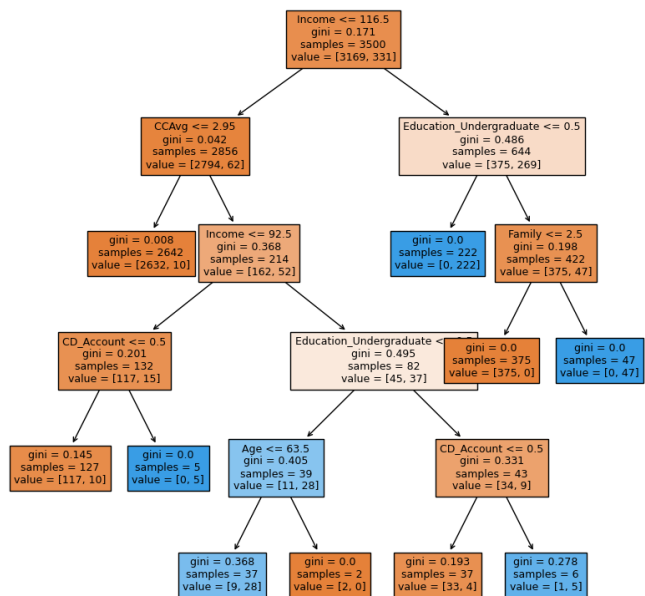 Income <= 116.5
gini = 0.171
samples = 3500
value = [3169, 331]
CCAvg <= 2.95
gini = 0.042
samples = 2856
value = [2794, 62]
Education_Undergraduate <= 0.5
gini = 0.486
samples = 644
value = [375, 269]
gini = 0.008
samples = 2642
value = [2632, 10]
Income <= 92.5
gini = 0.368
samples = 214
value = [162, 52]
gini = 0.0
samples = 222
value = [0, 222]
Family <= 2.5
gini = 0.198
samples = 422
value = [375, 47]
CD_Account <= 0.5
gini = 0.201
samples = 132
value = [117, 15]
Education_Undergraduate <
gini = 0.495
samples = 82
value = [45, 37]
gini = 0.0
samples = 375
value = [375, 0]
gini = 0.0
samples = 47
value = [0, 47]
gini = 0.145
samples = 127
value = [117, 10]
gini = 0.0
samples = 5
value = [0, 5]
Age <= 63.5
gini = 0.405
samples = 39
value = [11, 28]
CD_Account <= 0.5
gini = 0.331
samples = 43
value = [34, 9]
gini = 0.368
samples = 37
value = [9, 28]
gini = 0.0
samples = 2
value = [2, 0]
gini = 0.193
samples = 37
value = [33, 4]
gini = 0.278
samples = 6
value = [1, 5]